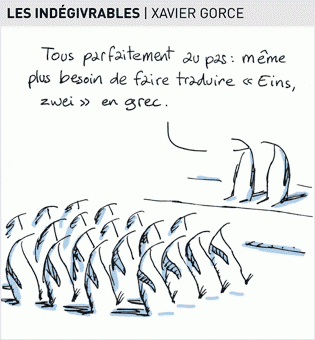 LES INDÉGIVRABLES | XAVIER GORCE
Tous parfaitement au pas : même
plus besoin de faire traduire « Eins,
zwei » en grec.